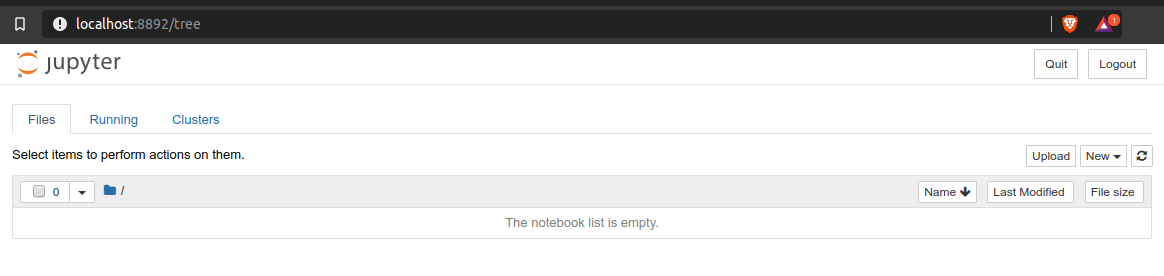 localhost:8892/tree
1
jupyter
Quit Logout
Files Running Clusters
Select items to perform actions on them.
Upload New
0 / Name Last Modified File size
The notebook list is empty.